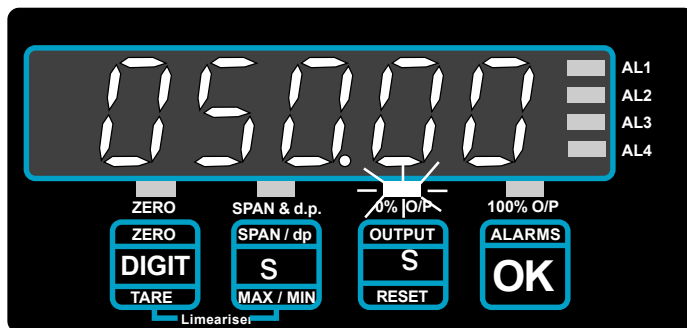 050.00
AL1
AL2
AL3
AL4
ZERO SPAN & d.p. 0% O/P 100% O/P
ZERO SPAN / dp OUTPUT ALARMS
DIGIT S S OK
TARE MAX / MIN RESET
Limeariser